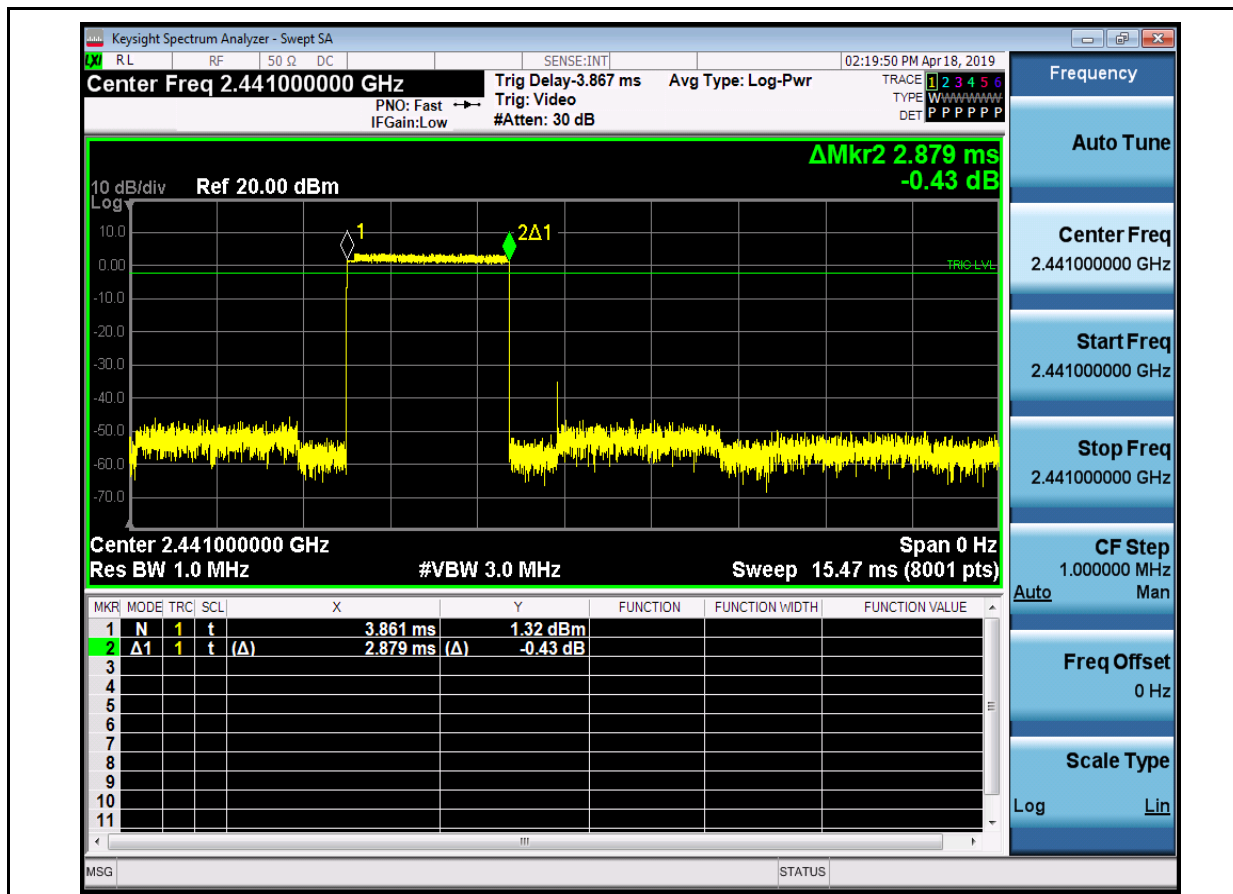 Keysight Spectrum Analyzer - Swept SA
LXI RL RF 50 Ω DC SENSE:INT 02:19:50 PM Apr 18, 2019
Center Freq 2.441000000 GHz
PNO: Fast
IFGain:Low
Trig Delay-3.867 ms
Trig: Video
#Atten: 30 dB
Avg Type: Log-Pwr
TRACE 1 2 3 4 5 6
TYPE WWWWWW
DET P P P P P P
ΔMkr2 2.879 ms
-0.43 dB
10 dB/div Ref 20.00 dBm
Log
10.0
0.00
-10.0
-20.0
-30.0
-40.0
-50.0
-60.0
-70.0
1
2Δ1
TRIG LVL
Center 2.441000000 GHz Span 0 Hz
Res BW 1.0 MHz #VBW 3.0 MHz Sweep 15.47 ms (8001 pts)
MKR MODE TRC SCL X Y FUNCTION FUNCTION WIDTH FUNCTION VALUE
1 N 1 t 3.861 ms 1.32 dBm
2 Δ1 1 t (Δ) 2.879 ms (Δ) -0.43 dB
3
4
5
6
7
8
9
10
11
MSG STATUS
Frequency
Auto Tune
Center Freq
2.441000000 GHz
Start Freq
2.441000000 GHz
Stop Freq
2.441000000 GHz
CF Step
1.000000 MHz
Auto Man
Freq Offset
0 Hz
Scale Type
Log Lin